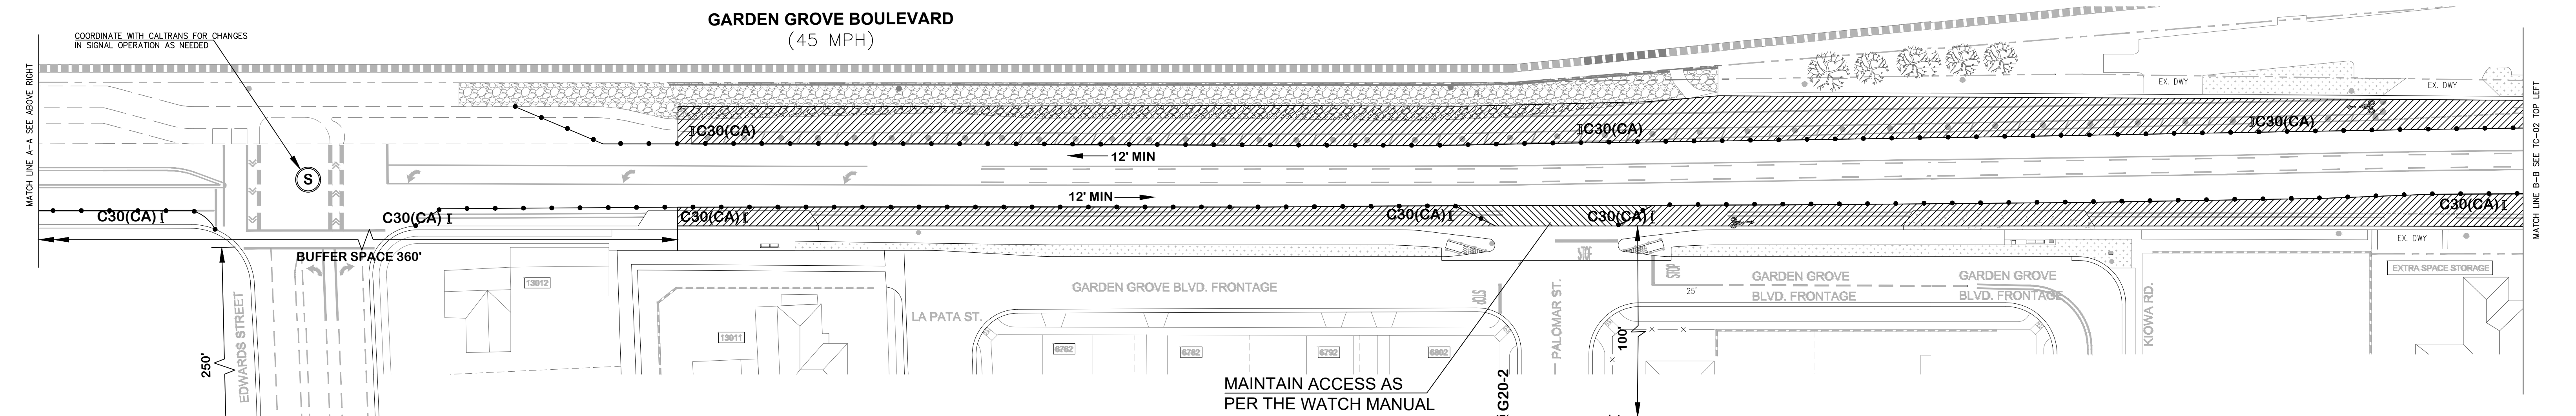 GARDEN GROVE BOULEVARD
(45 MPH)
COORDINATE WITH CALTRANS FOR CHANGES
IN SIGNAL OPERATION AS NEEDED
MATCH LINE A-A SEE ABOVE RIGHT
MATCH LINE B-B SEE TC-02 TO TOP LEFT
EX. DWY
EX. DWY
C30(CA)
C30(CA)
C30(CA)
12' MIN
S
12' MIN
C30(CA)
C30(CA)
C30(CA)
C30(CA)
C30(CA)
C30(CA)
BUFFER SPACE 360'
STOP
STOP
STOP
EX. DWY
EXTRA SPACE STORAGE
13012
GARDEN GROVE BLVD. FRONTAGE
GARDEN GROVE
BLVD. FRONTAGE
GARDEN GROVE
BLVD. FRONTAGE
25'
EDWARDS STREET
LA PATA ST.
PALOMAR ST.
KIOWA RD.
13011
6762
6782
6792
6802
250'
100'
MAINTAIN ACCESS AS
PER THE WATCH MANUAL
G20-2